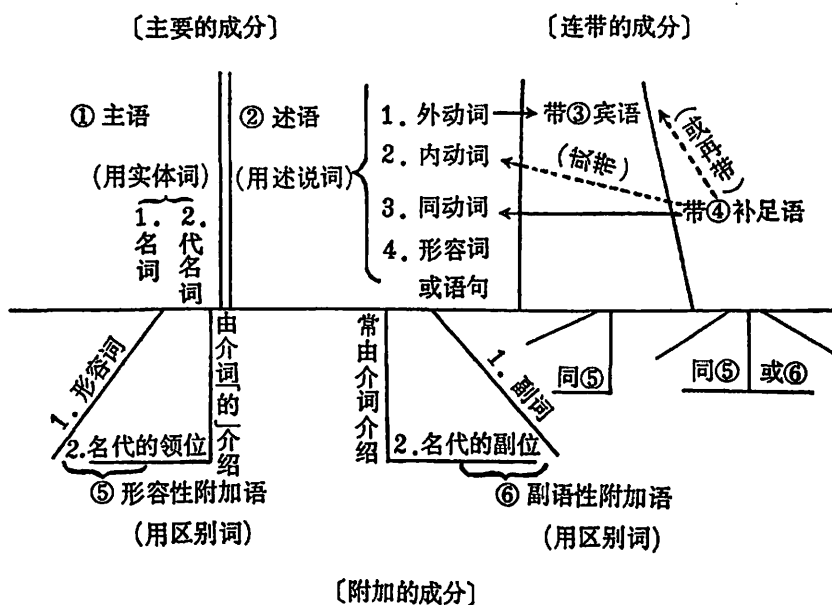 〔主要的成分〕 〔连带的成分〕
①主语 ②述语 1.外动词 带③宾语
(用实体词) (用述说词) 2.内动词 (或带) (或再带)
1.名词 2.代名词 3.同动词 带④补足语
4.形容词
或语句
1.形容词 由介词「的」介绍 常由介词介绍 1.副词 同⑤ 同⑤ 或⑥
2.名代的领位 2.名代的副位
⑤形容性附加语 ⑥副语性附加语
(用区别词) (用区别词)
〔附加的成分〕